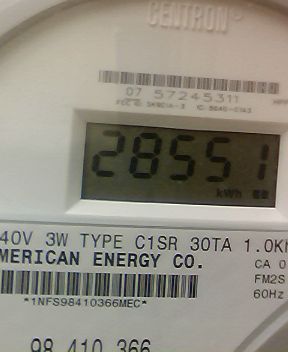 CENTRON®
07 57245311
28551
kWh
40V 3W TYPE C1SR 30TA 1.0K
MERICAN ENERGY CO.
CA 0
FM2S
60Hz
*1NFS98410366MEC*
98 410 366